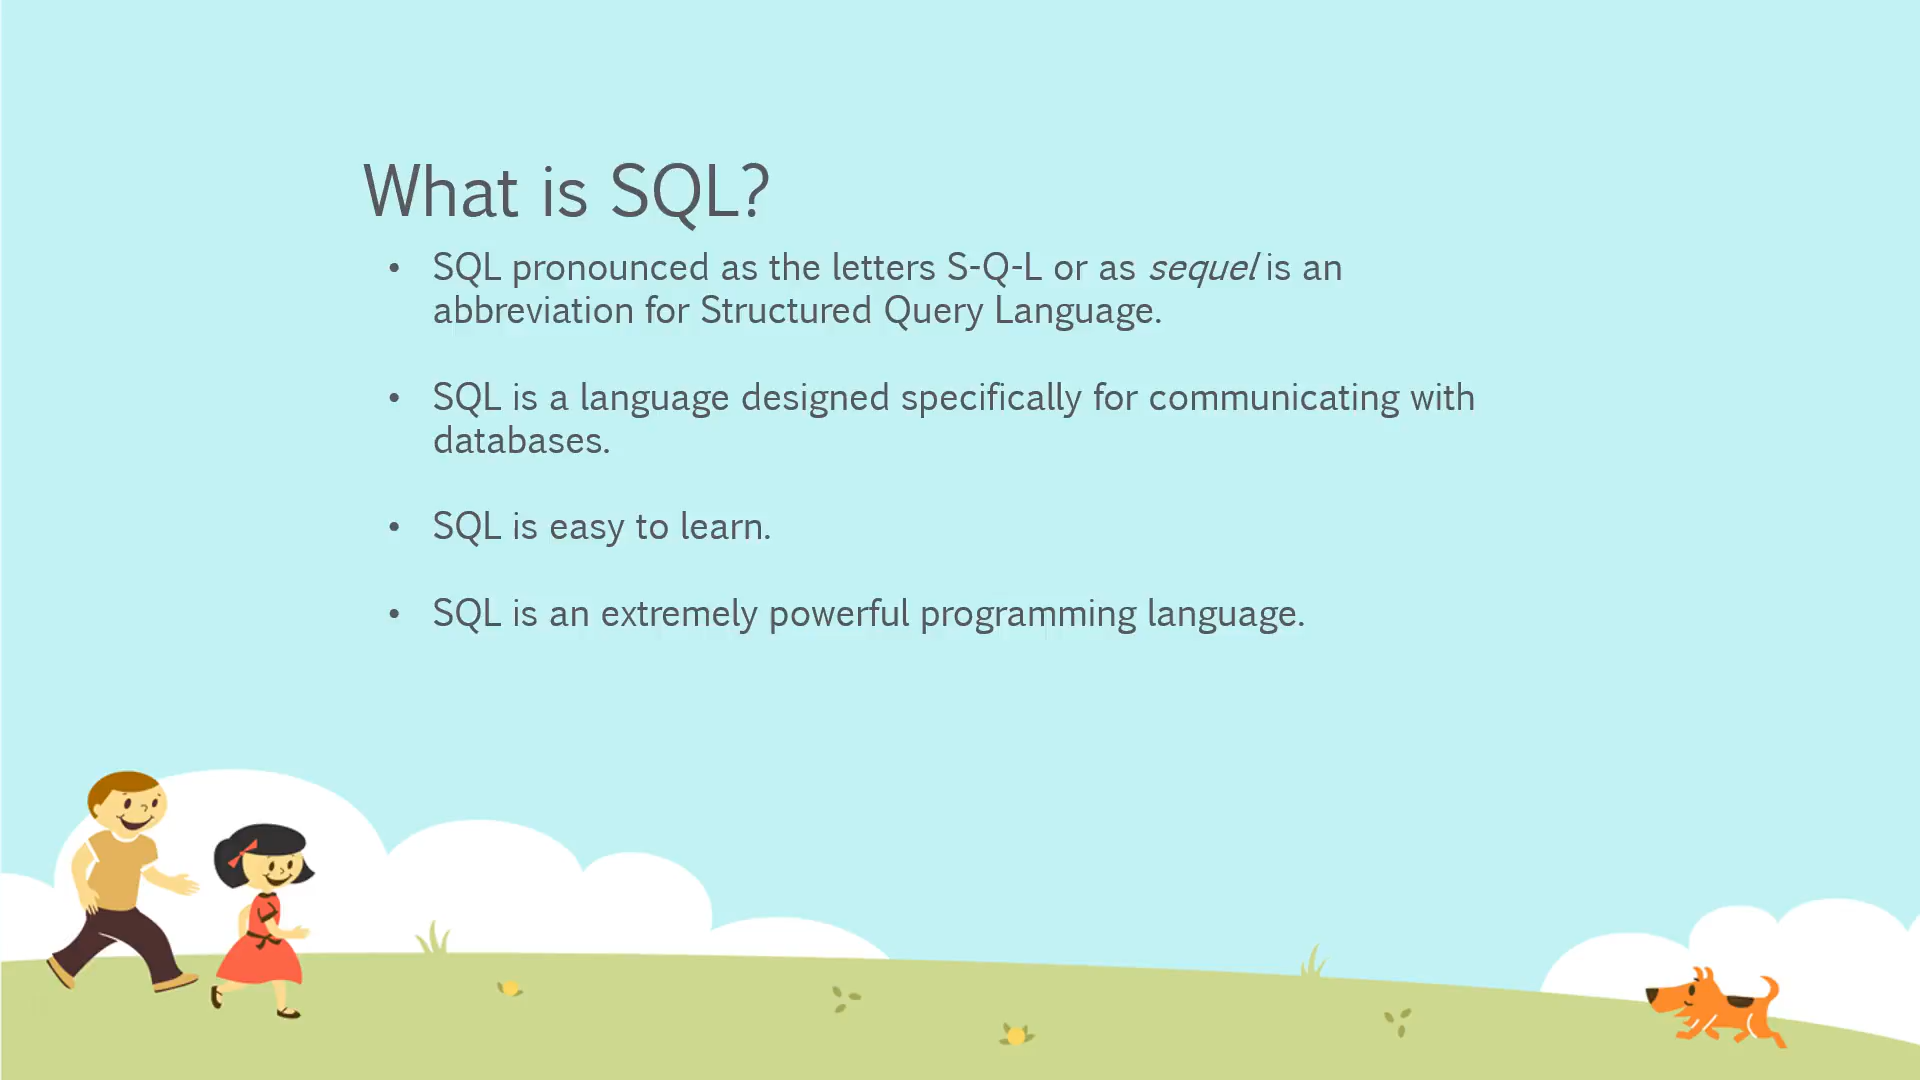 What is SQL?
• SQL pronounced as the letters S-Q-L or as sequel is an
abbreviation for Structured Query Language.
• SQL is a language designed specifically for communicating with
databases.
• SQL is easy to learn.
• SQL is an extremely powerful programming language.